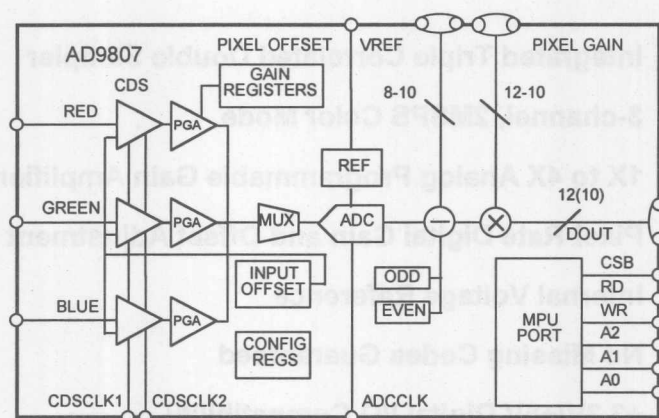 AD9807
PIXEL OFFSET
VREF
PIXEL GAIN
CDS
GAIN
REGISTERS
8-10
12-10
RED
PGA
REF
GREEN
PGA
MUX
ADC
−
×
12(10)
DOUT
INPUT
OFFSET
ODD
EVEN
CSB
RD
WR
A2
A1
A0
MPU
PORT
BLUE
PGA
CONFIG
REGS
CDSCLK1
CDSCLK2
ADCCLK
Integrated Triple Correlated Double Sampler
3-channel, 2MSPS Color Mode
1X to 4X Analog Programmable Gain Amplifier
Pixel Rate Digital Gain and Offset Adjustment
Internal Voltage Reference
No Missing Codes Guaranteed